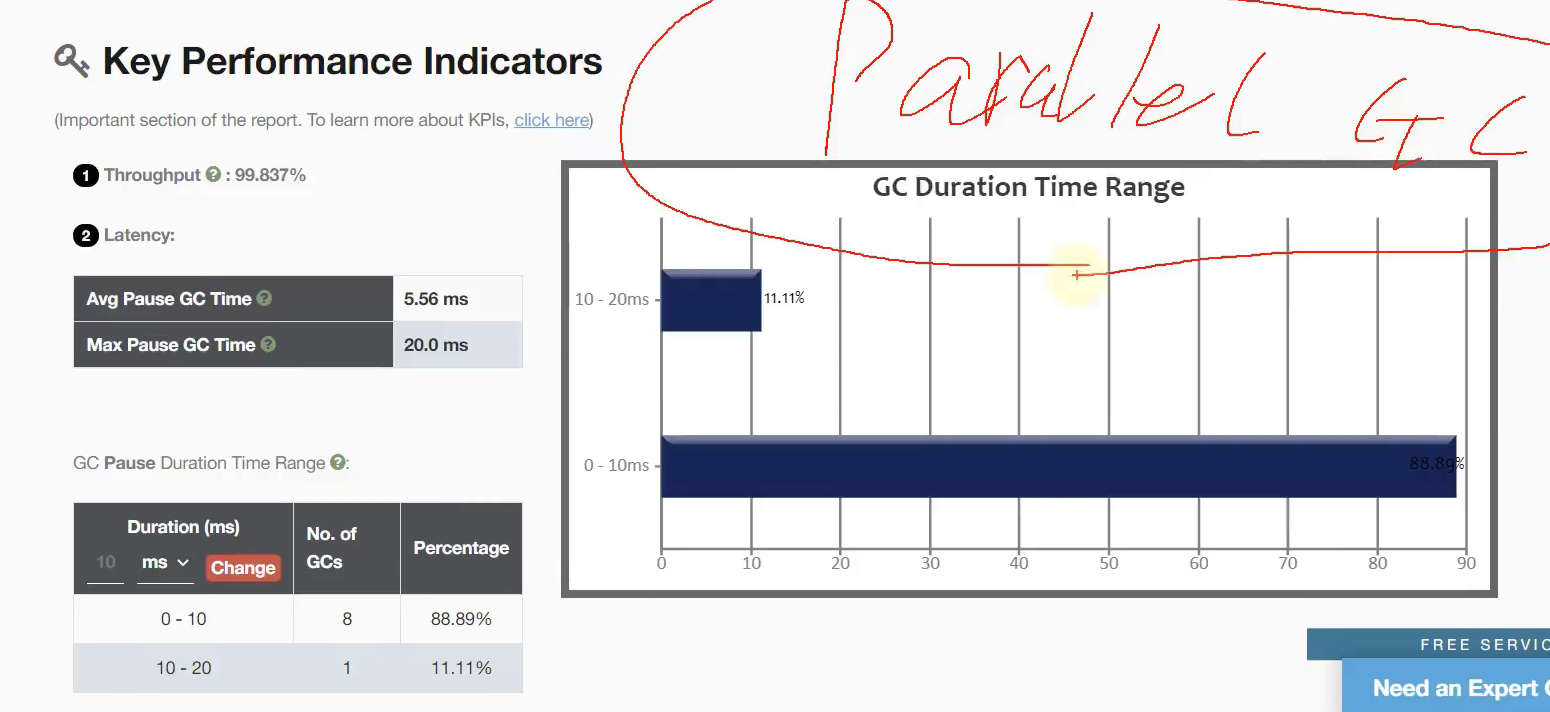 Parallel GC
Key Performance Indicators
(Important section of the report. To learn more about KPIs, click here)
1 Throughput ? : 99.837%
2 Latency:
Avg Pause GC Time ? 5.56 ms
Max Pause GC Time ? 20.0 ms
GC Pause Duration Time Range ?:
Duration (ms) No. of GCs Percentage
10 ms Change
0 - 10 8 88.89%
10 - 20 1 11.11%
GC Duration Time Range
10 - 20ms 11.11%
0 - 10ms 88.89%
0 10 20 30 40 50 60 70 80 90
FREE SERVIC
Need an Expert